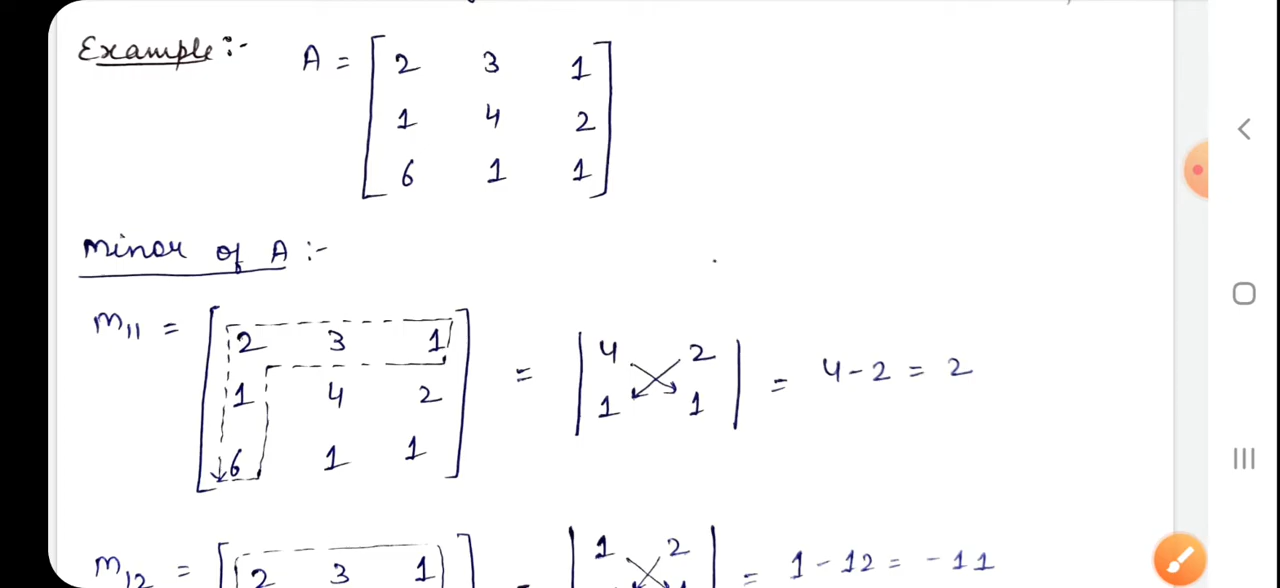 Example :-
A = [ 2 3 1
1 4 2
6 1 1 ]
Minor of A :-
M11 = [ 2 3 1
1 4 2
6 1 1 ] = | 4 2
1 1 | = 4 - 2 = 2
M12 = [ 2 3 1 ] = | 1 2 | = 1 - 12 = - 11